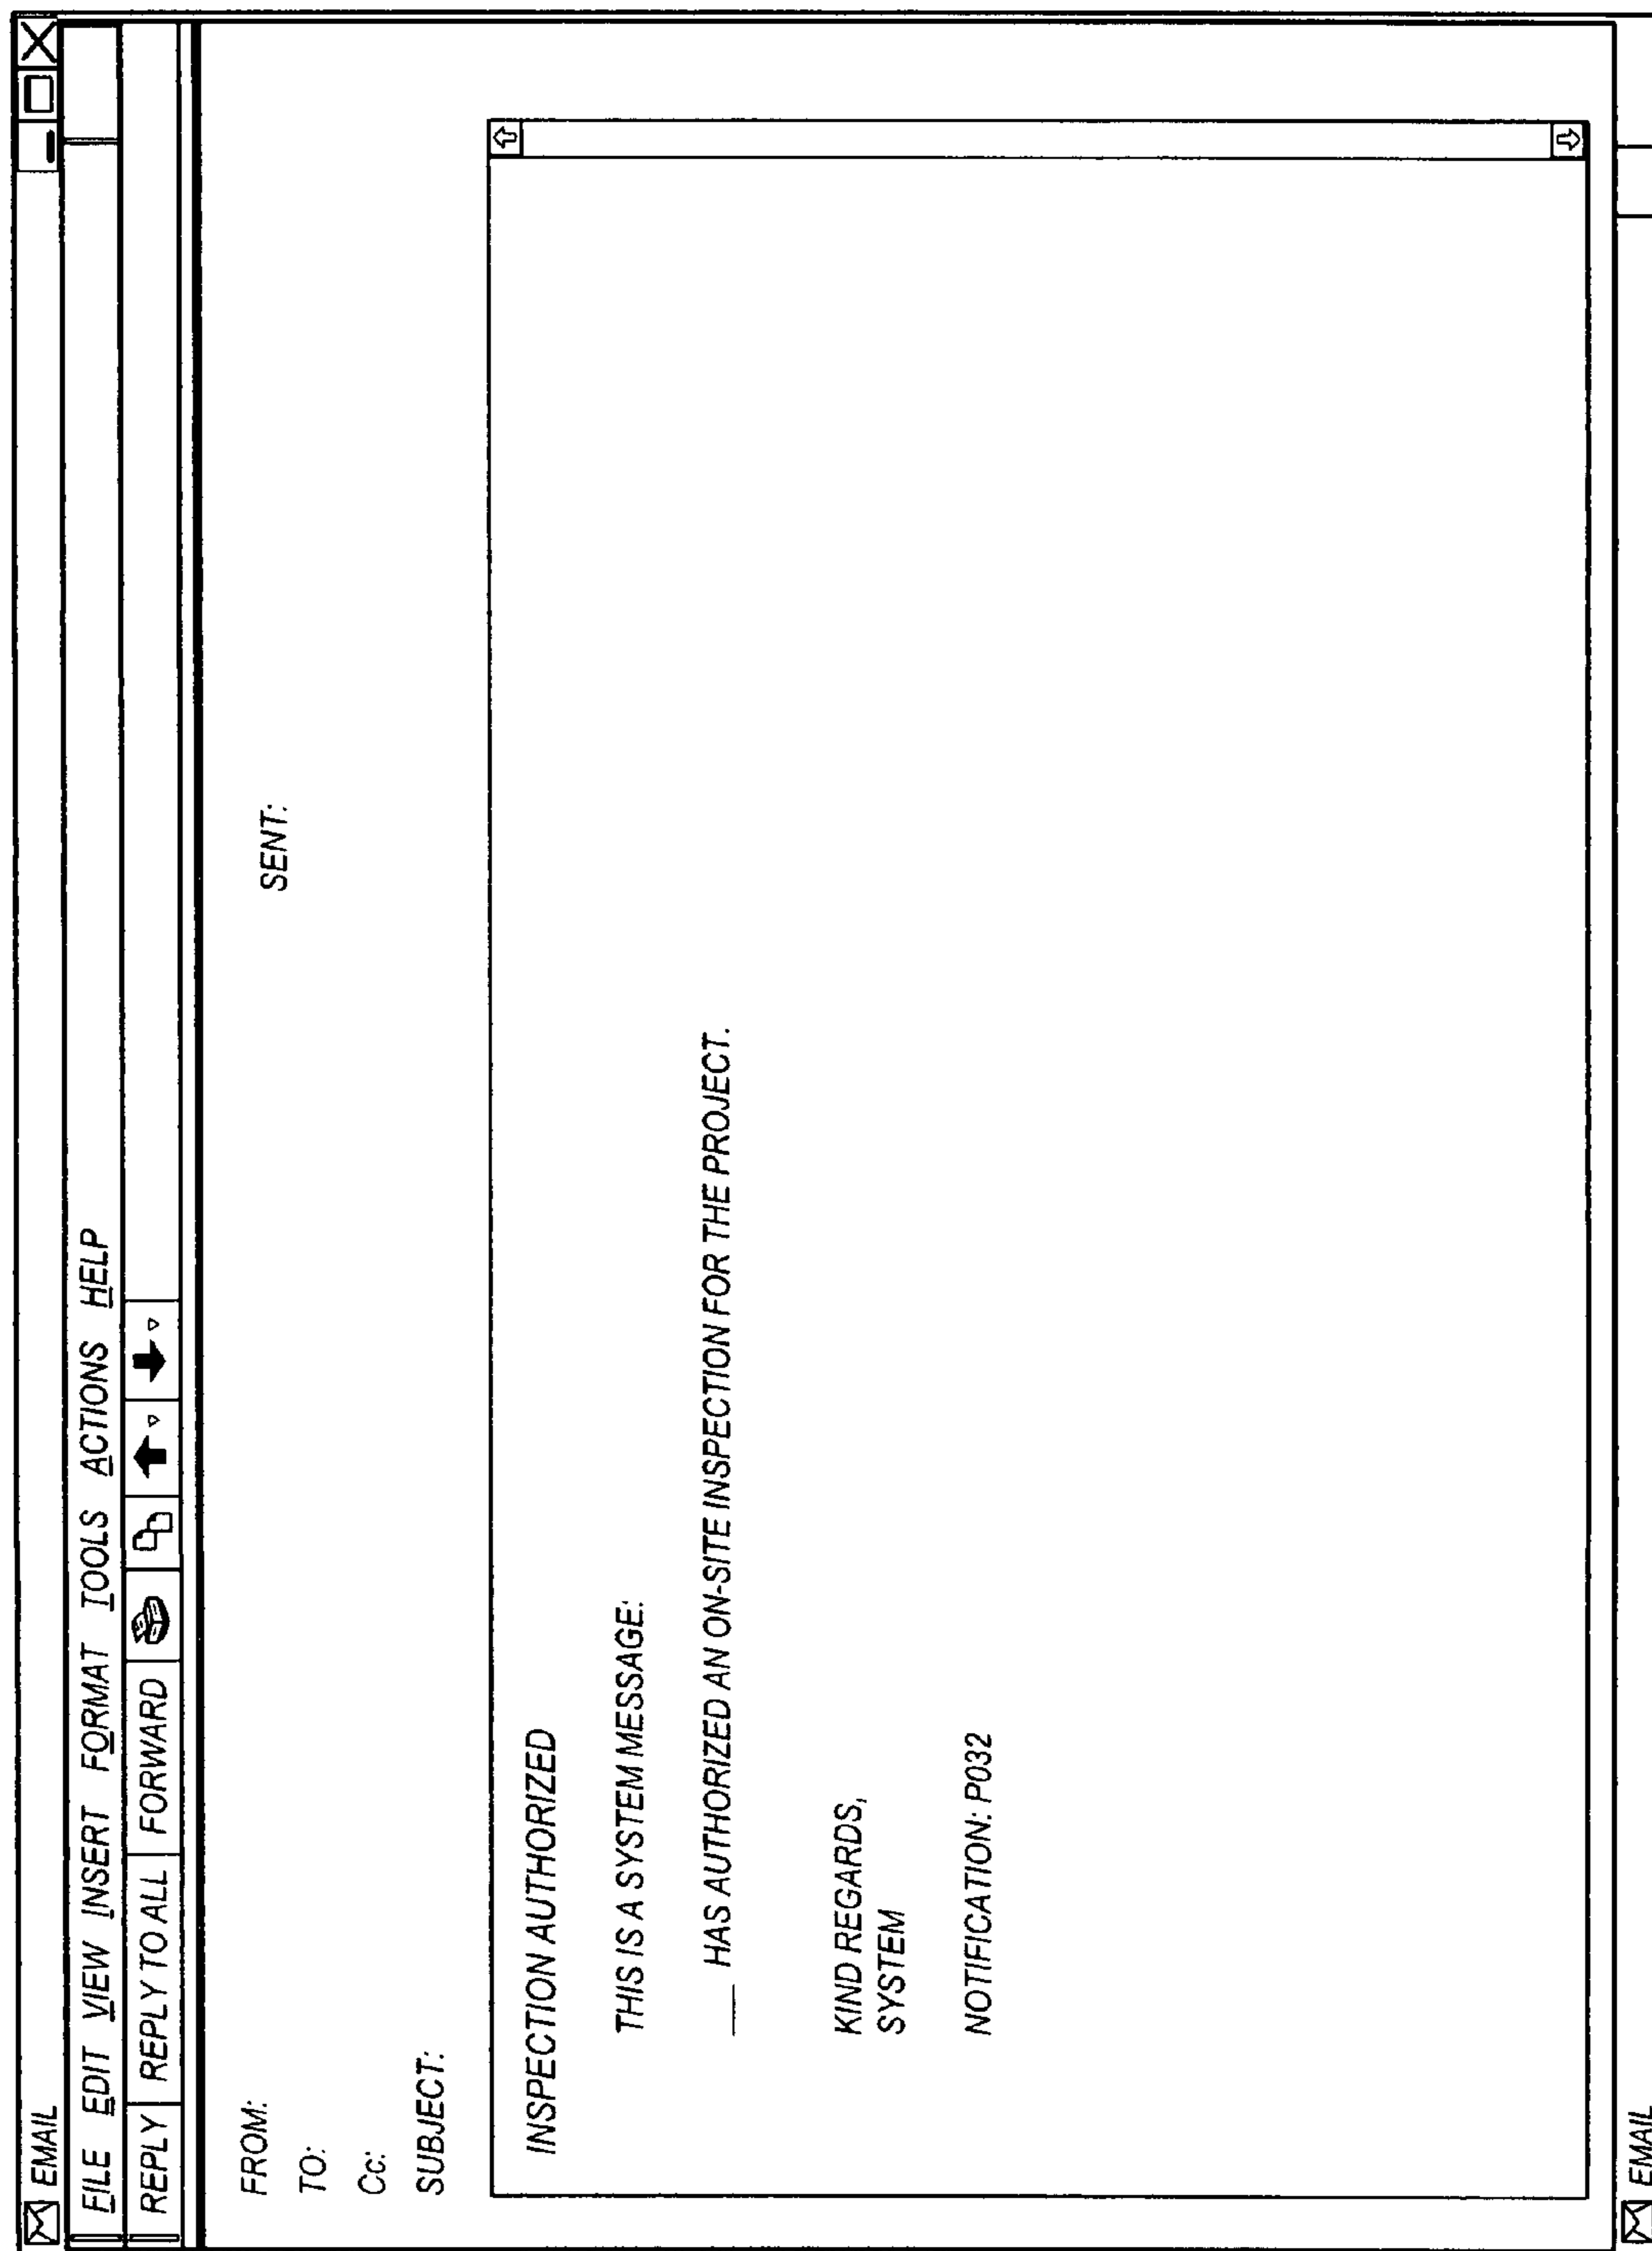 EMAIL
FILE EDIT VIEW INSERT FORMAT TOOLS ACTIONS HELP
REPLY REPLY TO ALL FORWARD
FROM:
SENT:
TO:
Cc:
SUBJECT:
INSPECTION AUTHORIZED
THIS IS A SYSTEM MESSAGE:
___ HAS AUTHORIZED AN ON-SITE INSPECTION FOR THE PROJECT.
KIND REGARDS,
SYSTEM
NOTIFICATION: P032
EMAIL